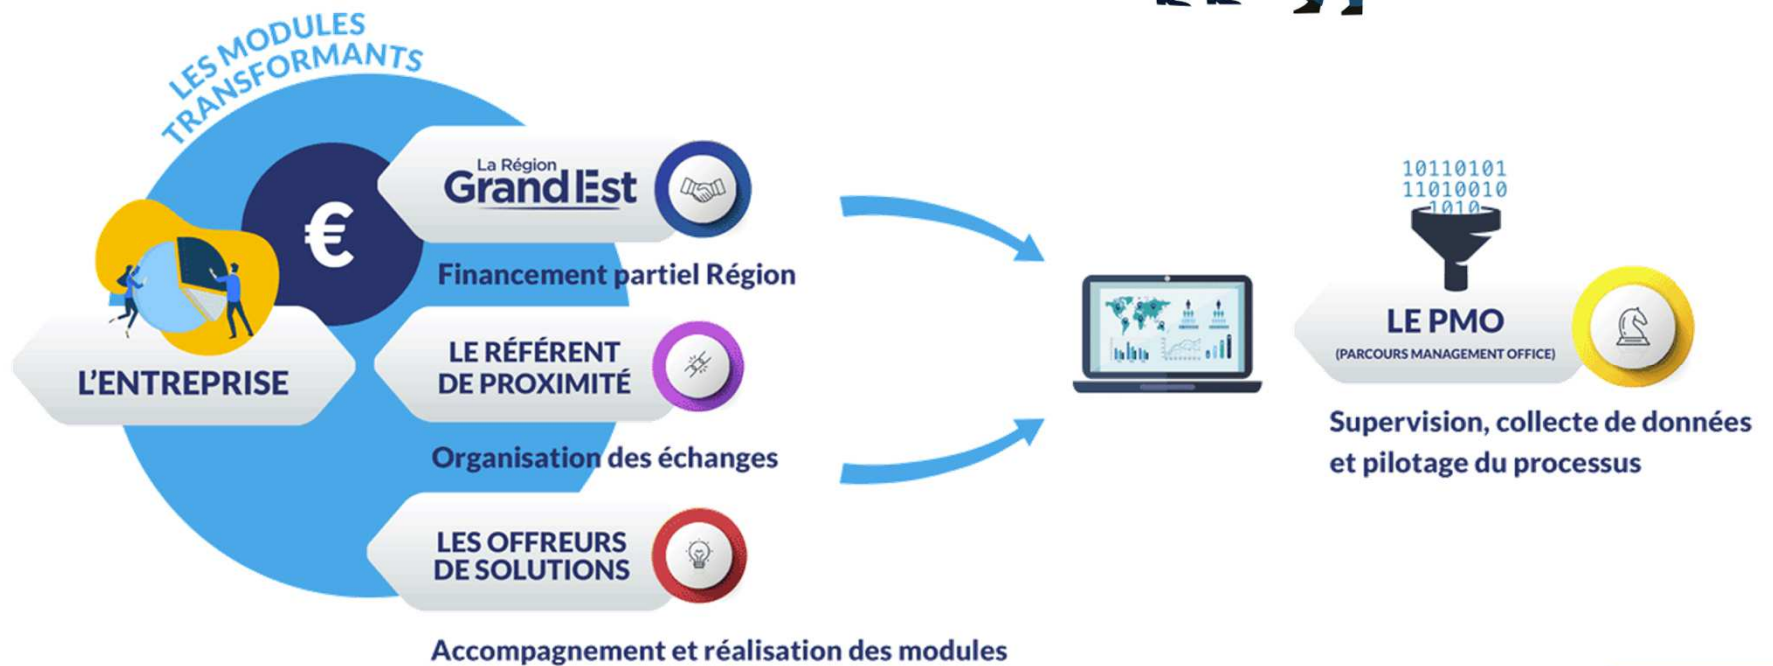 LES MODULES
TRANSFORMANTS
€
La Région
Grand Est
Financement partiel Région
L'ENTREPRISE
LE RÉFÉRENT
DE PROXIMITÉ
Organisation des échanges
LES OFFREURS
DE SOLUTIONS
Accompagnement et réalisation des modules
10110101
11010010
1010
LE PMO
(PARCOURS MANAGEMENT OFFICE)
Supervision, collecte de données
et pilotage du processus